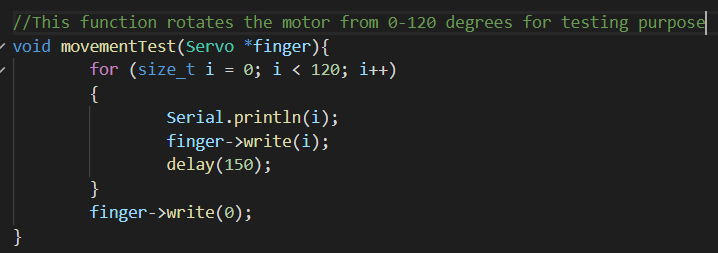 //This function rotates the motor from 0-120 degrees for testing purpose
void movementTest(Servo *finger){
for (size_t i = 0; i < 120; i++)
{
Serial.println(i);
finger->write(i);
delay(150);
}
finger->write(0);
}